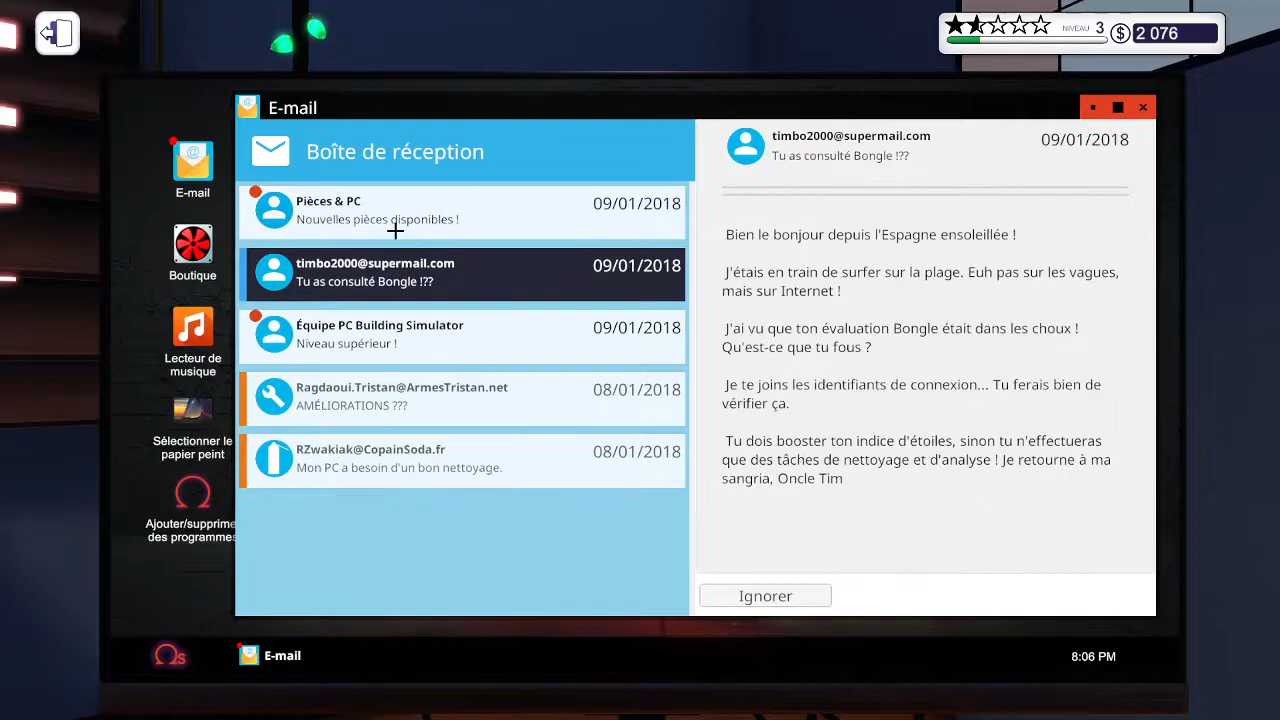 NIVEAU 3
$ 2 076
E-mail
Boîte de réception
Pièces & PC
09/01/2018
Nouvelles pièces disponibles !
timbo2000@supermail.com
09/01/2018
Tu as consulté Bongle !??
Équipe PC Building Simulator
09/01/2018
Niveau supérieur !
Ragdaoui.Tristan@ArmesTristan.net
08/01/2018
AMÉLIORATIONS ???
RZwakiak@CopainSoda.fr
08/01/2018
Mon PC a besoin d'un bon nettoyage.
timbo2000@supermail.com
09/01/2018
Tu as consulté Bongle !??
Bien le bonjour depuis l'Espagne ensoleillée !
J'étais en train de surfer sur la plage. Euh pas sur les vagues,
mais sur Internet !
J'ai vu que ton évaluation Bongle était dans les choux !
Qu'est-ce que tu fous ?
Je te joins les identifiants de connexion... Tu ferais bien de
vérifier ça.
Tu dois booster ton indice d'étoiles, sinon tu n'effectueras
que des tâches de nettoyage et d'analyse ! Je retourne à ma
sangria, Oncle Tim
Ignorer
E-mail
Boutique
Lecteur de
musique
Sélectionner le
papier peint
Ajouter/supprime
des programmes
Ωs
E-mail
8:06 PM